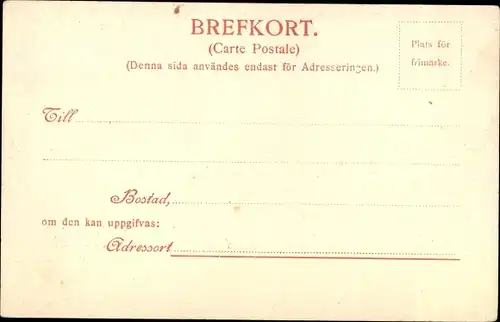 BREFKORT.
(Carte Postale)
(Denna sida användes endast för Adresseringen.)
Plats för
frimärke.
Till
Bostad,
om den kan uppgifvas:
Adressort